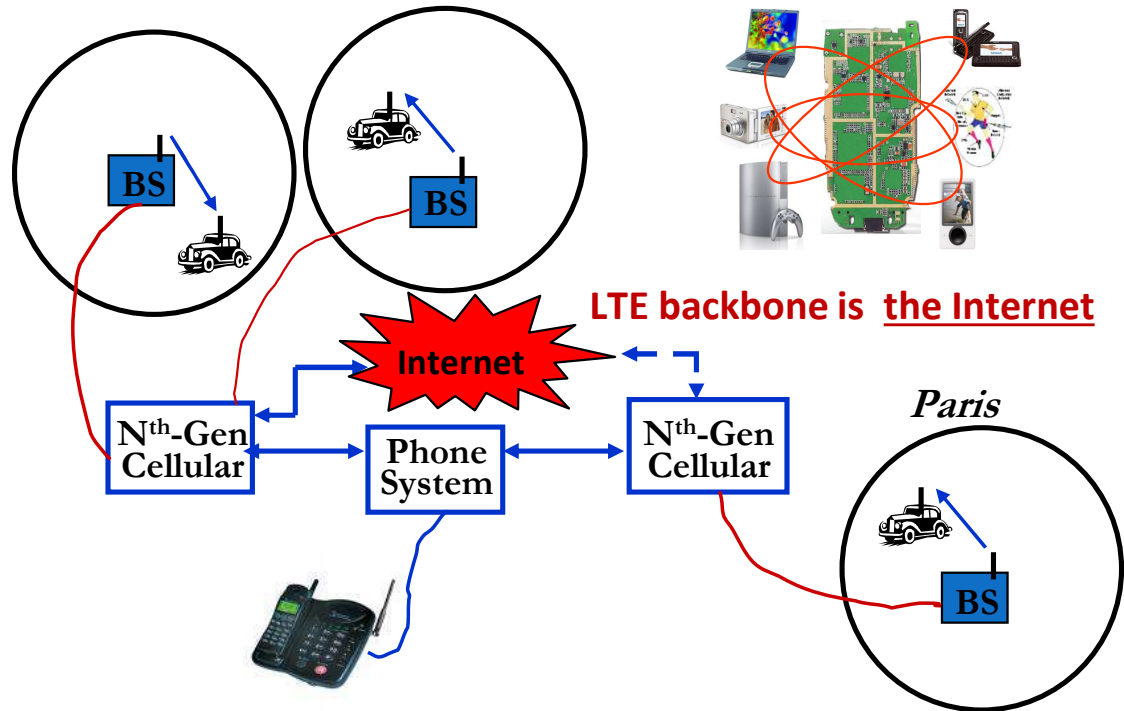 BS
BS
LTE backbone is the Internet
Internet
Paris
Nth-Gen
Cellular
Phone
System
Nth-Gen
Cellular
BS